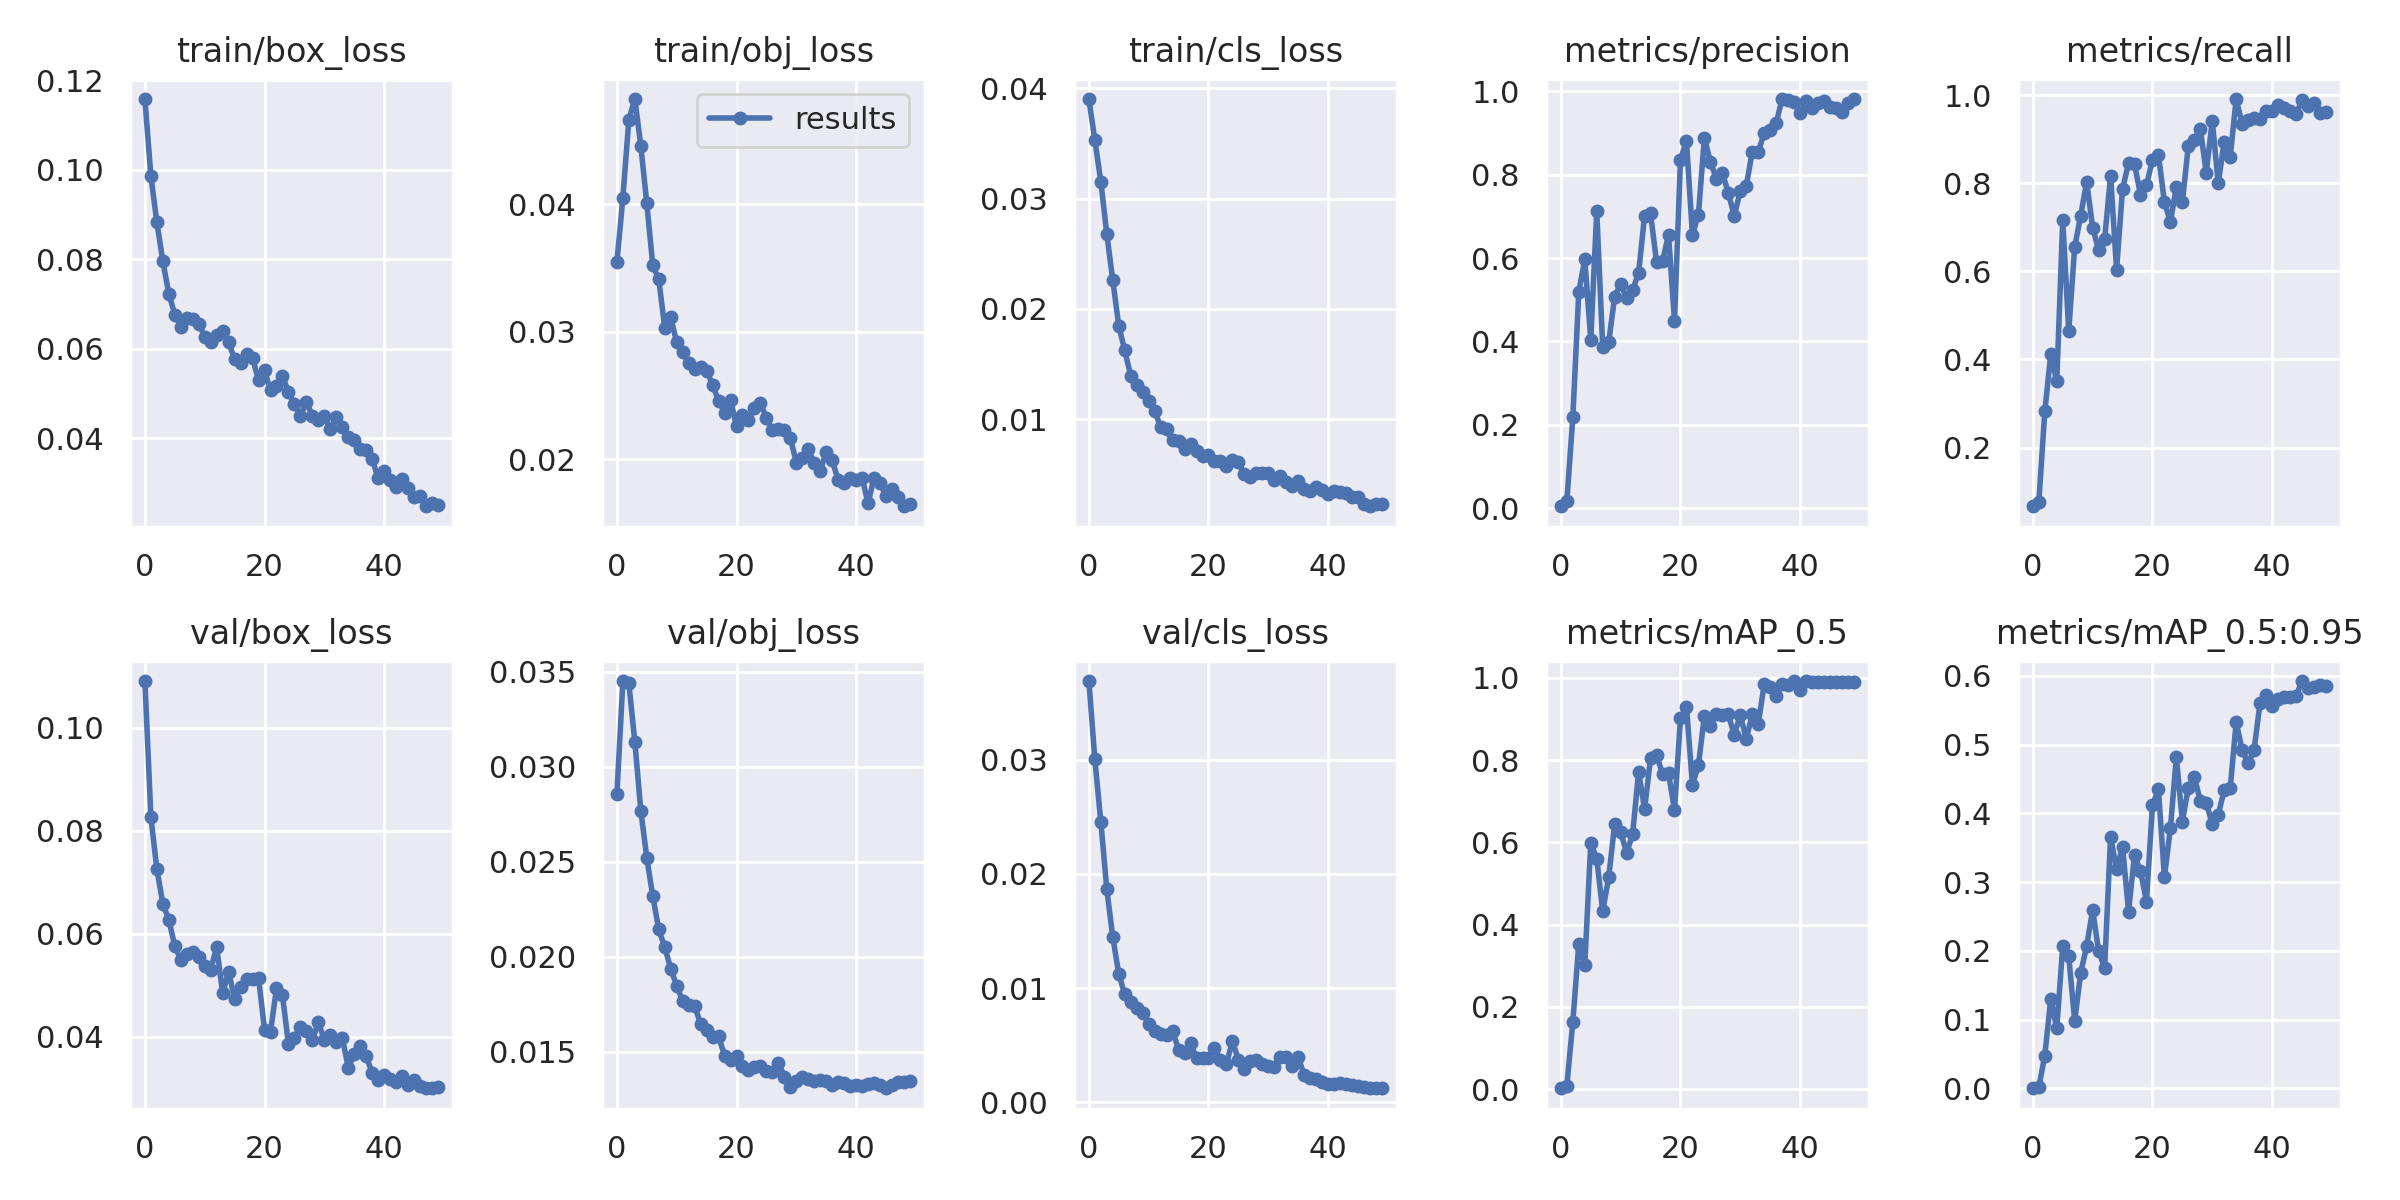 train/box_loss
0.12
0.10
0.08
0.06
0.04
0 20 40
train/obj_loss
results
0.04
0.03
0.02
0 20 40
train/cls_loss
0.04
0.03
0.02
0.01
0 20 40
metrics/precision
1.0
0.8
0.6
0.4
0.2
0.0
0 20 40
metrics/recall
1.0
0.8
0.6
0.4
0.2
0 20 40
val/box_loss
0.10
0.08
0.06
0.04
0 20 40
val/obj_loss
0.035
0.030
0.025
0.020
0.015
0 20 40
val/cls_loss
0.03
0.02
0.01
0.00
0 20 40
metrics/mAP_0.5
1.0
0.8
0.6
0.4
0.2
0.0
0 20 40
metrics/mAP_0.5:0.95
0.6
0.5
0.4
0.3
0.2
0.1
0.0
0 20 40